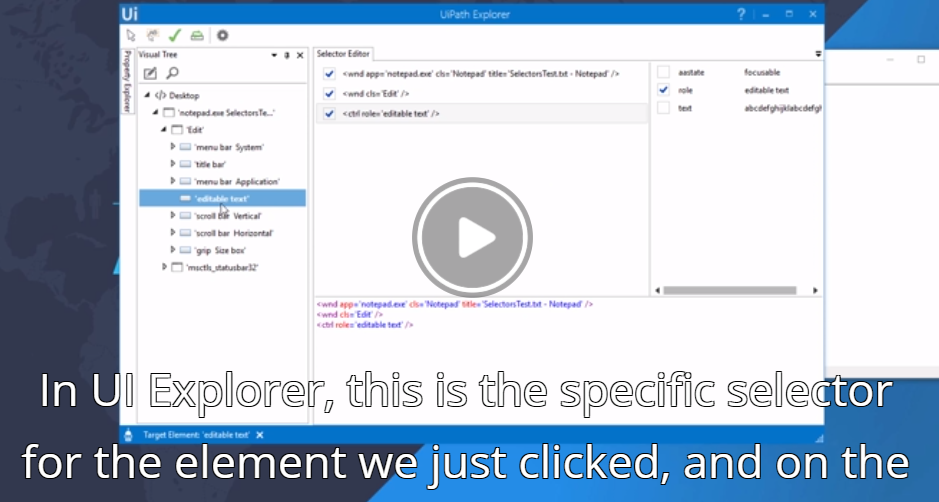 Ui
UiPath Explorer
?
Visual Tree
Selector Editor
Property Explorer
</> Desktop
'notepad.exe SelectorsTe...'
'Edit'
'menu bar System'
'title bar'
'menu bar Application'
'editable text'
'scroll bar Vertical'
'scroll bar Horizontal'
'grip Size box'
'msctls_statusbar32'
<wnd app='notepad.exe' cls='Notepad' title='SelectorsTest.txt - Notepad' />
<wnd cls='Edit' />
<ctrl role='editable text' />
aastate focusable
role editable text
text abcdefghijklabcdefgh
<wnd app='notepad.exe' cls='Notepad' title='SelectorsTest.txt - Notepad' />
<wnd cls='Edit' />
<ctrl role='editable text' />
In UI Explorer, this is the specific selector
for the element we just clicked, and on the
Target Element: 'editable text'